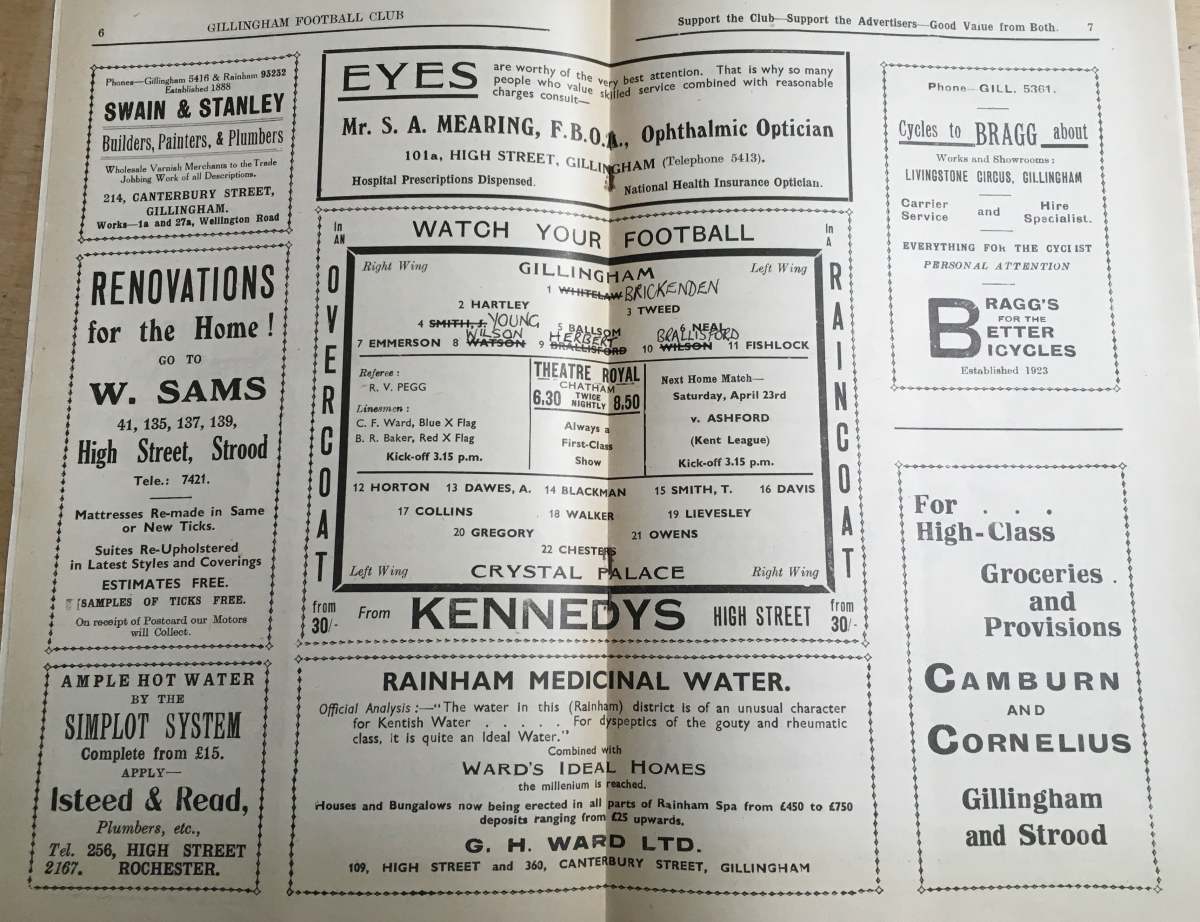 6
GILLINGHAM FOOTBALL CLUB
Support the Club—Support the Advertisers—Good Value from Both.
7
Phones—Gillingham 5416 & Rainham 93232
Established 1888
SWAIN & STANLEY
Builders, Painters, & Plumbers
Wholesale Varnish Merchants to the Trade
Jobbing Work of all Descriptions.
214, CANTERBURY STREET,
GILLINGHAM.
Works—1a and 27a, Wellington Road
RENOVATIONS
for the Home !
GO TO
W. SAMS
41, 135, 137, 139,
High Street, Strood
Tele.: 7421.
Mattresses Re-made in Same
or New Ticks.
Suites Re-Upholstered
in Latest Styles and Coverings
ESTIMATES FREE.
SAMPLES OF TICKS FREE.
On receipt of Postcard our Motors
will Collect.
AMPLE HOT WATER
BY THE
SIMPLOT SYSTEM
Complete from £15.
APPLY—
Isteed & Read,
Plumbers, etc.,
Tel. 256, HIGH STREET
2167. ROCHESTER.
EYES
are worthy of the very best attention. That is why so many
people who value skilled service combined with reasonable
charges consult—
Mr. S. A. MEARING, F.B.O.A., Ophthalmic Optician
101a, HIGH STREET, GILLINGHAM (Telephone 5413).
Hospital Prescriptions Dispensed.
National Health Insurance Optician.
In AN OVERCOAT from 30/-
WATCH YOUR FOOTBALL
In A RAINCOAT from 30/-
Right Wing
GILLINGHAM
Left Wing
1 WHITELAW BRICKENDEN
2 HARTLEY
3 TWEED
4 SMITH, J. YOUNG
5 BALLSOM
6 NEAL
WILSON
HERBERT
BRALLISFORD
7 EMMERSON 8 WATSON 9 BRALLISFORD 10 WILSON 11 FISHLOCK
Referee :
R. V. PEGG
Linesmen :
C. F. Ward, Blue X Flag
B. R. Baker, Red X Flag
Kick-off 3.15 p.m.
THEATRE ROYAL
CHATHAM
6.30 TWICE NIGHTLY 8.50
Always a
First-Class
Show
Next Home Match—
Saturday, April 23rd
v. ASHFORD
(Kent League)
Kick-off 3.15 p.m.
12 HORTON 13 DAWES, A. 14 BLACKMAN 15 SMITH, T. 16 DAVIS
17 COLLINS 18 WALKER 19 LIEVESLEY
20 GREGORY 21 OWENS
22 CHESTERS
Left Wing
CRYSTAL PALACE
Right Wing
From KENNEDYS HIGH STREET
RAINHAM MEDICINAL WATER.
Official Analysis :—"The water in this (Rainham) district is of an unusual character
for Kentish Water . . . . . For dyspeptics of the gouty and rheumatic
class, it is quite an Ideal Water."
Combined with
WARD'S IDEAL HOMES
the millenium is reached.
Houses and Bungalows now being erected in all parts of Rainham Spa from £450 to £750
deposits ranging from £25 upwards.
G. H. WARD LTD.
109, HIGH STREET and 360, CANTERBURY STREET, GILLINGHAM
Phone—GILL. 5361.
Cycles to BRAGG about
Works and Showrooms :
LIVINGSTONE CIRCUS, GILLINGHAM
Carrier Service and Hire Specialist.
EVERYTHING FOR THE CYCLIST
PERSONAL ATTENTION
BRAGG'S
FOR THE
BETTER
BICYCLES
Established 1923
For . . .
High-Class
Groceries
and
Provisions
CAMBURN
AND
CORNELIUS
Gillingham
and Strood